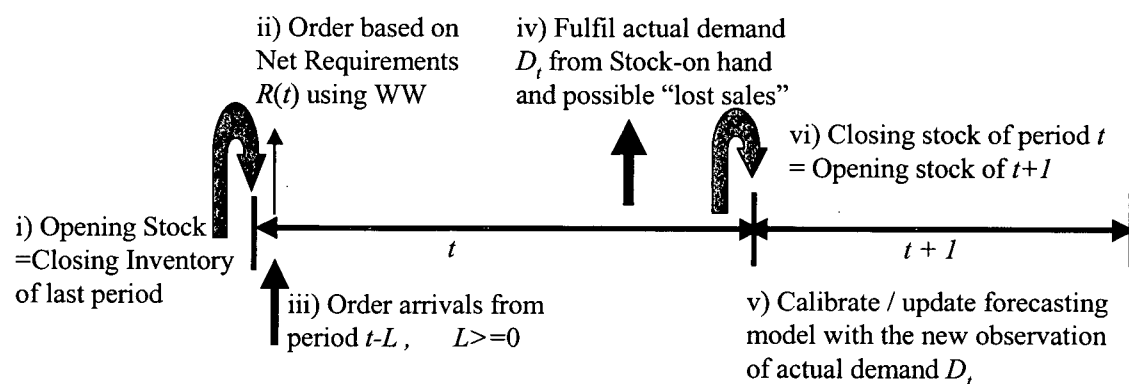 ii) Order based on
Net Requirements
R(t) using WW
iv) Fulfil actual demand
Dt from Stock-on hand
and possible “lost sales”
vi) Closing stock of period t
= Opening stock of t+1
i) Opening Stock
=Closing Inventory
of last period
t
t + 1
iii) Order arrivals from
period t-L , L>=0
v) Calibrate / update forecasting
model with the new observation
of actual demand Dt